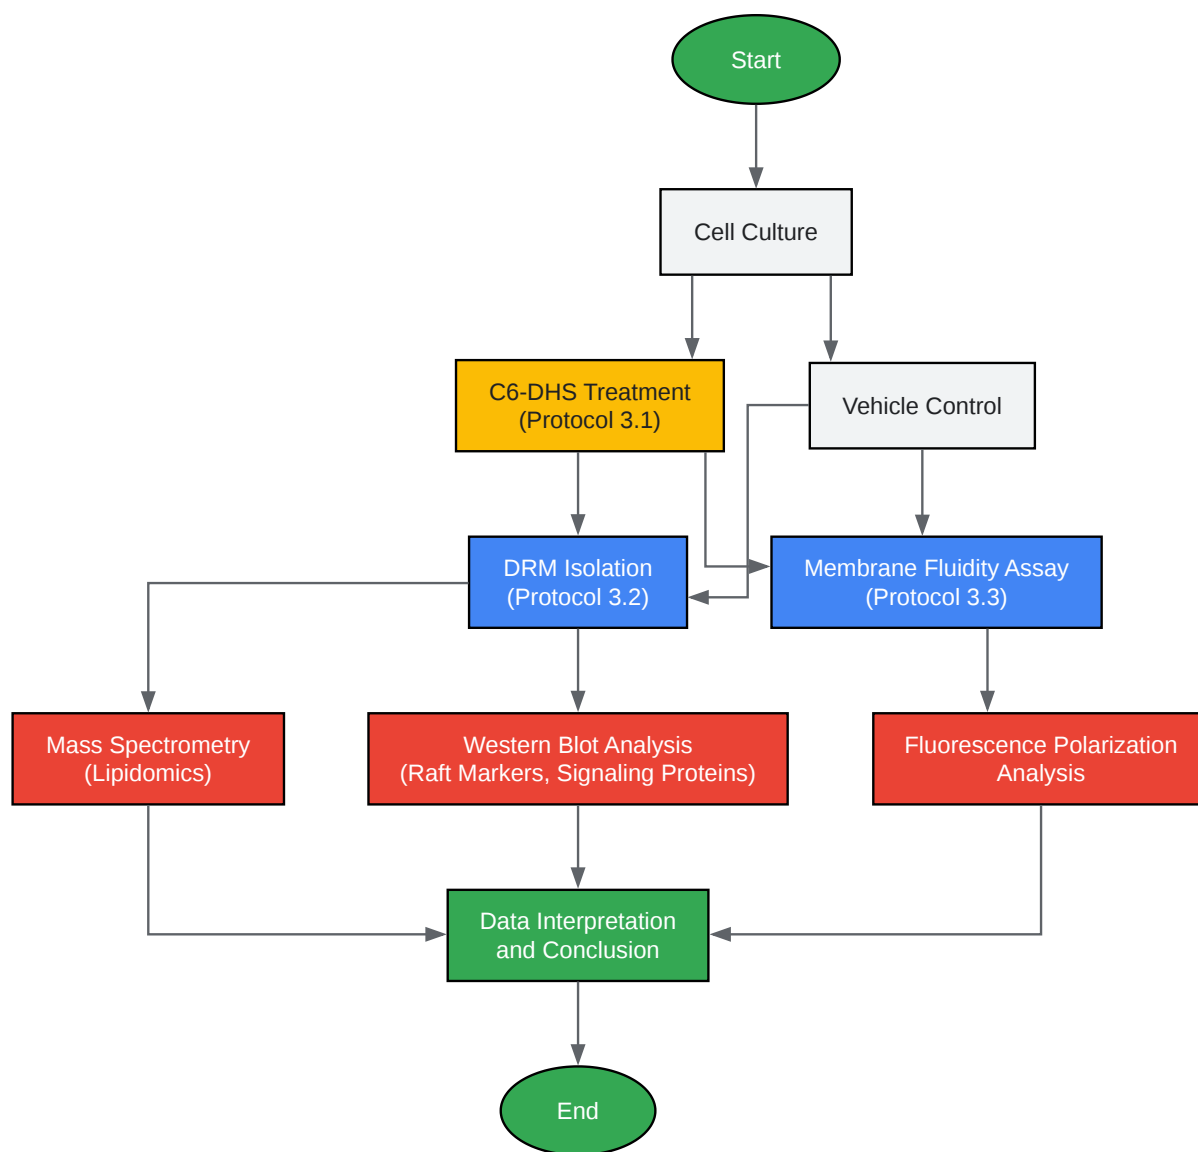 Start
Cell Culture
C6-DHS Treatment
(Protocol 3.1)
Vehicle Control
DRM Isolation
(Protocol 3.2)
Membrane Fluidity Assay
(Protocol 3.3)
Mass Spectrometry
(Lipidomics)
Western Blot Analysis
(Raft Markers, Signaling Proteins)
Fluorescence Polarization
Analysis
Data Interpretation
and Conclusion
End